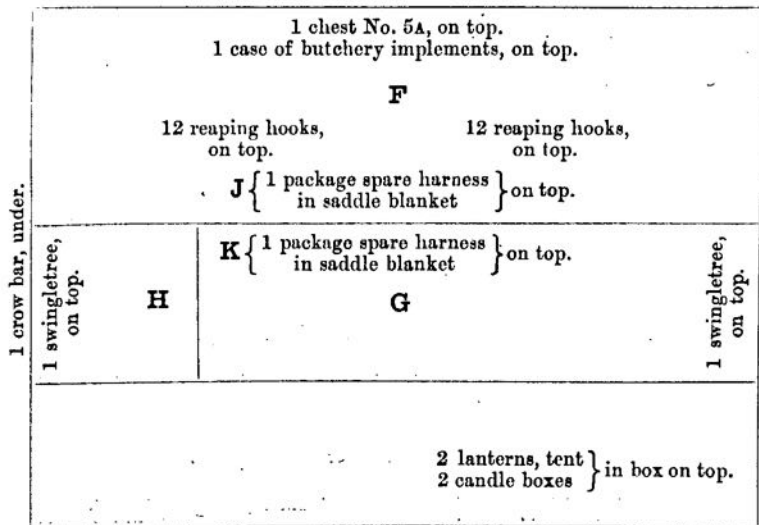 1 chest No. 5A, on top.
1 case of butchery implements, on top.
F
12 reaping hooks,
on top.
12 reaping hooks,
on top.
J { 1 package spare harness
in saddle blanket } on top.
1 crow bar, under.
1 swingletree,
on top.
H
K { 1 package spare harness
in saddle blanket } on top.
G
1 swingletree,
on top.
2 lanterns, tent
2 candle boxes } in box on top.